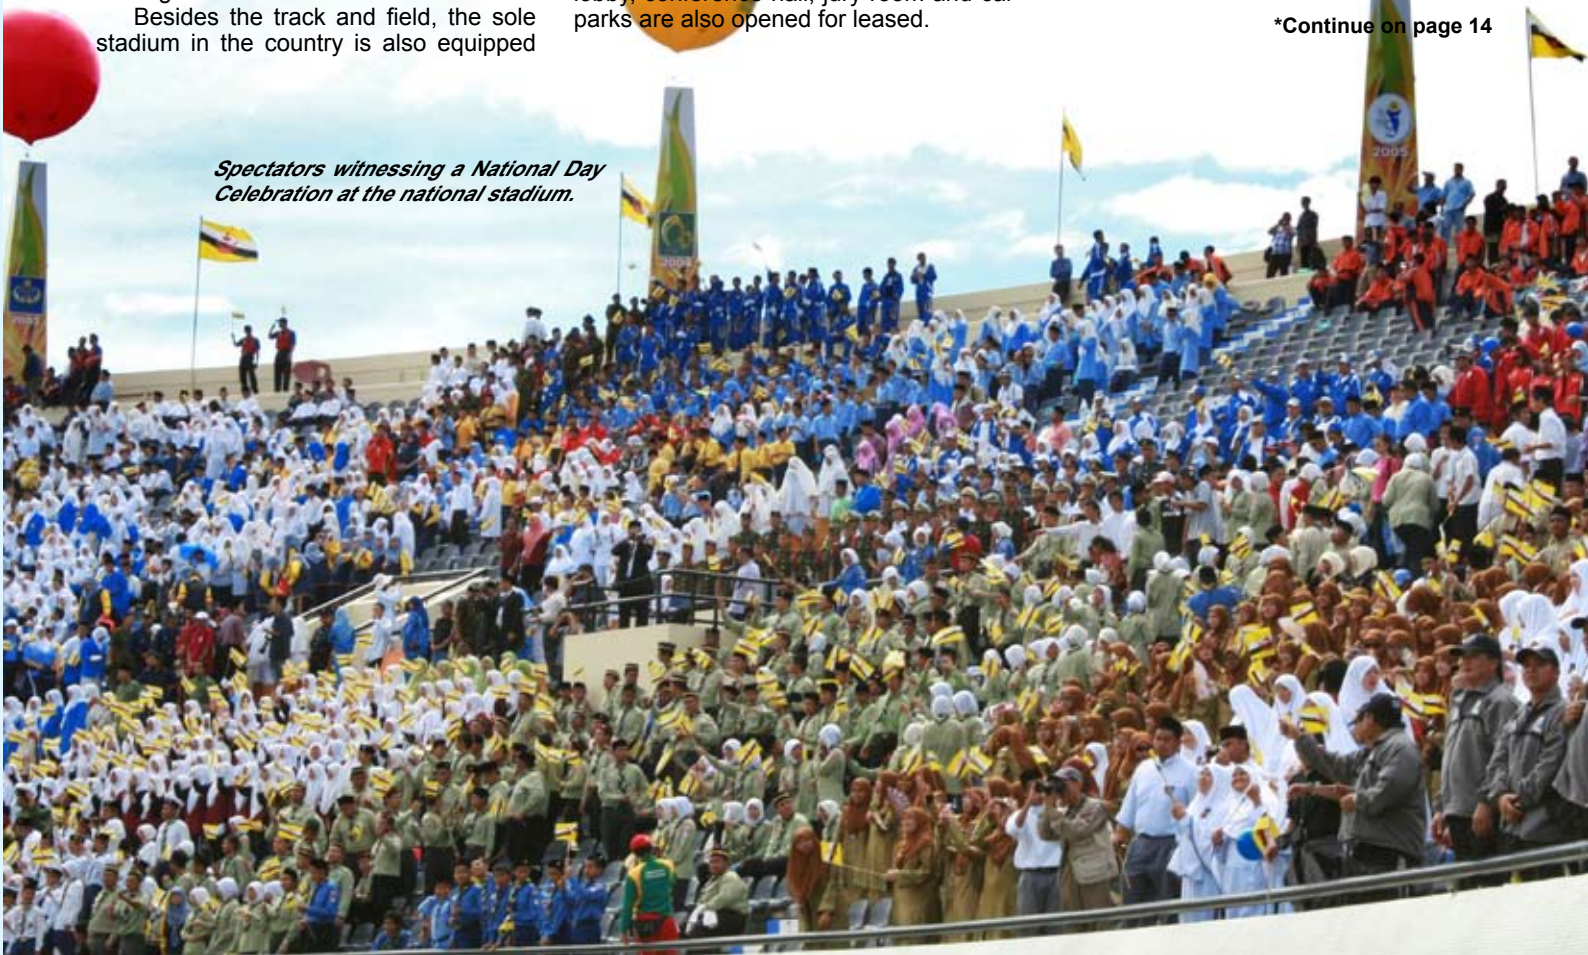 Besides the track and field, the sole
stadium in the country is also equipped
parks are also opened for leased.
*Continue on page 14
Spectators witnessing a National Day
Celebration at the national stadium.
2005